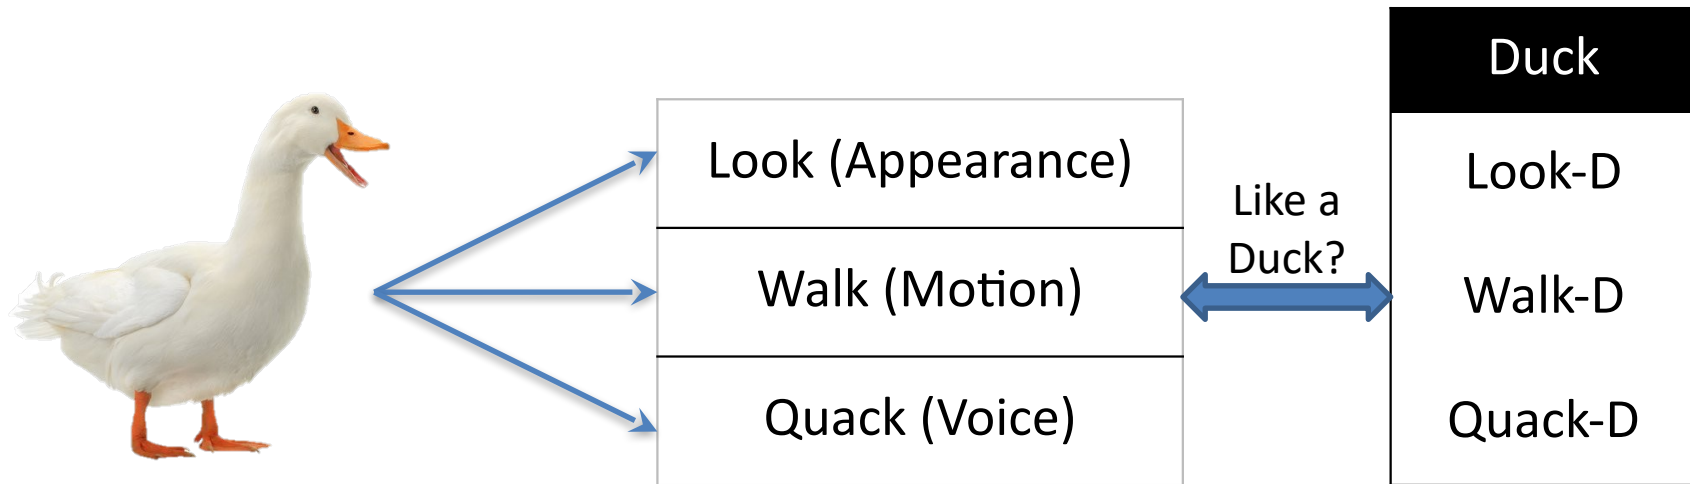 Look (Appearance)
Walk (Motion)
Quack (Voice)
Like a
Duck?
Duck
Look-D
Walk-D
Quack-D